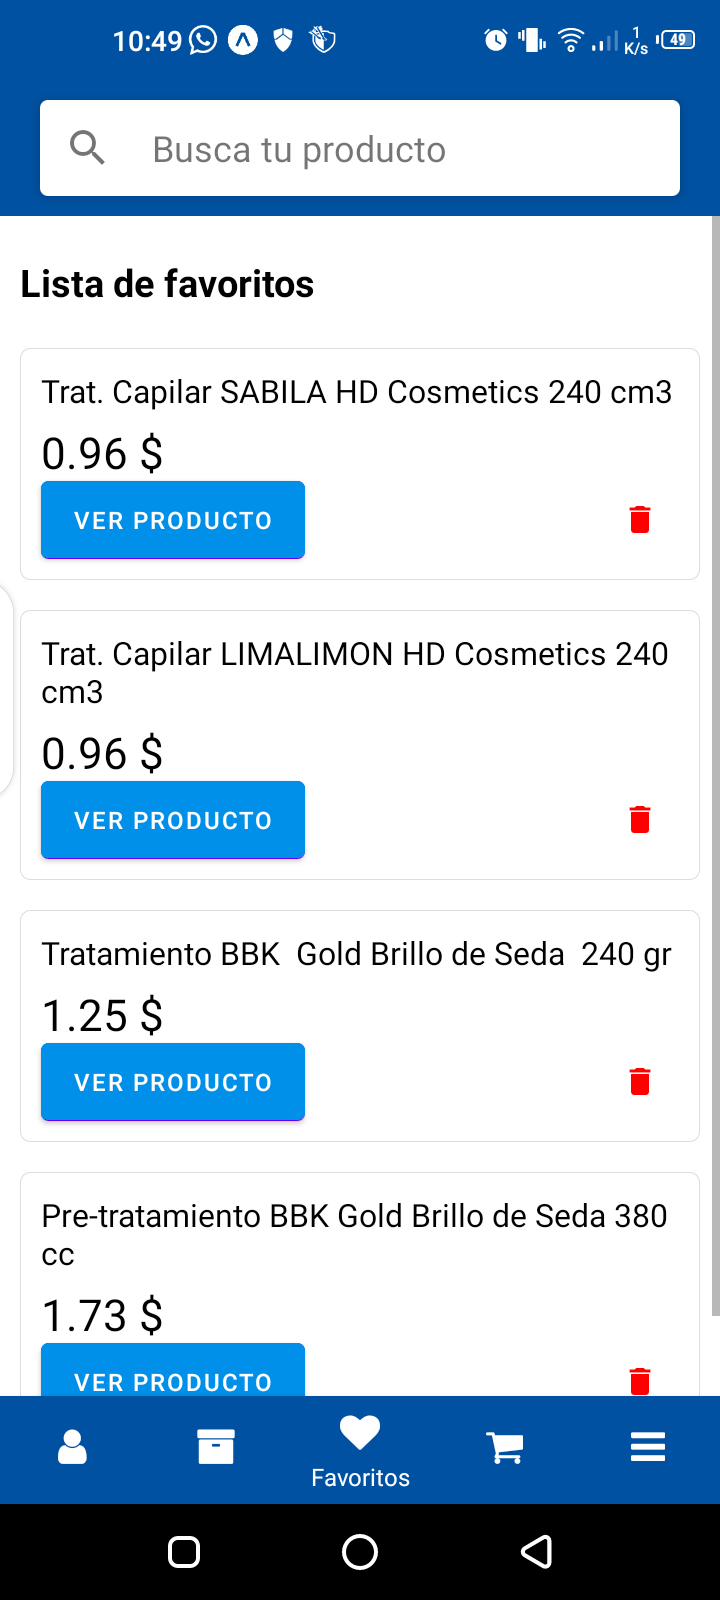 10:49
1
K/s
49
Busca tu producto
Lista de favoritos
Trat. Capilar SABILA HD Cosmetics 240 cm3
0.96 $
VER PRODUCTO
Trat. Capilar LIMALIMON HD Cosmetics 240
cm3
0.96 $
VER PRODUCTO
Tratamiento BBK  Gold Brillo de Seda  240 gr
1.25 $
VER PRODUCTO
Pre-tratamiento BBK Gold Brillo de Seda 380
cc
1.73 $
VER PRODUCTO
Favoritos